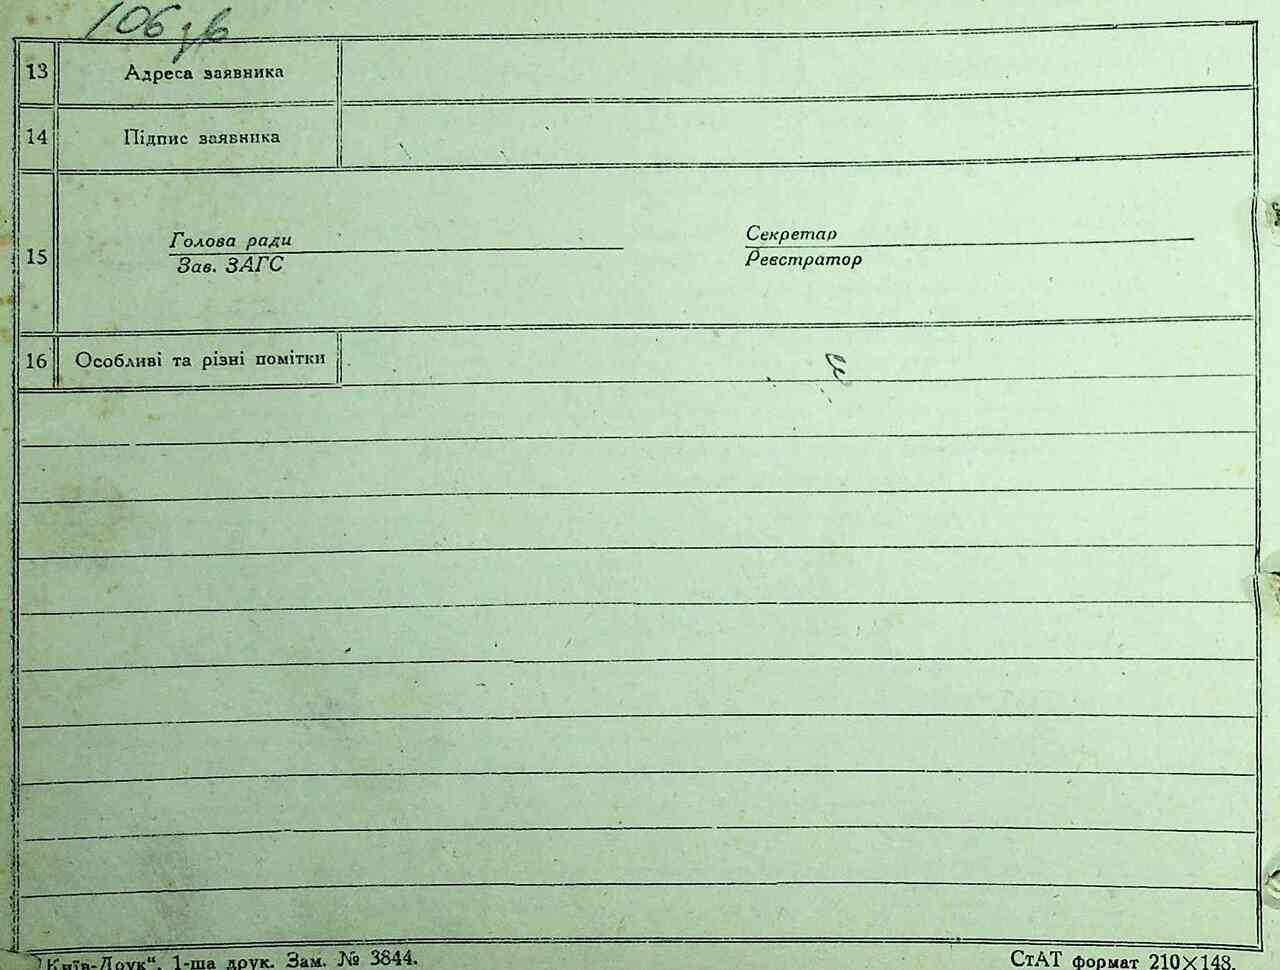 106 зв
13 Адреса заявника
14 Підпис заявника
Голова ради Секретар
15 Зав. ЗАГС Реєстратор
16 Особливі та різні помітки
"Київ-Друк“. 1-ша друк. Зам. № 3844. СтАТ формат 210×148.